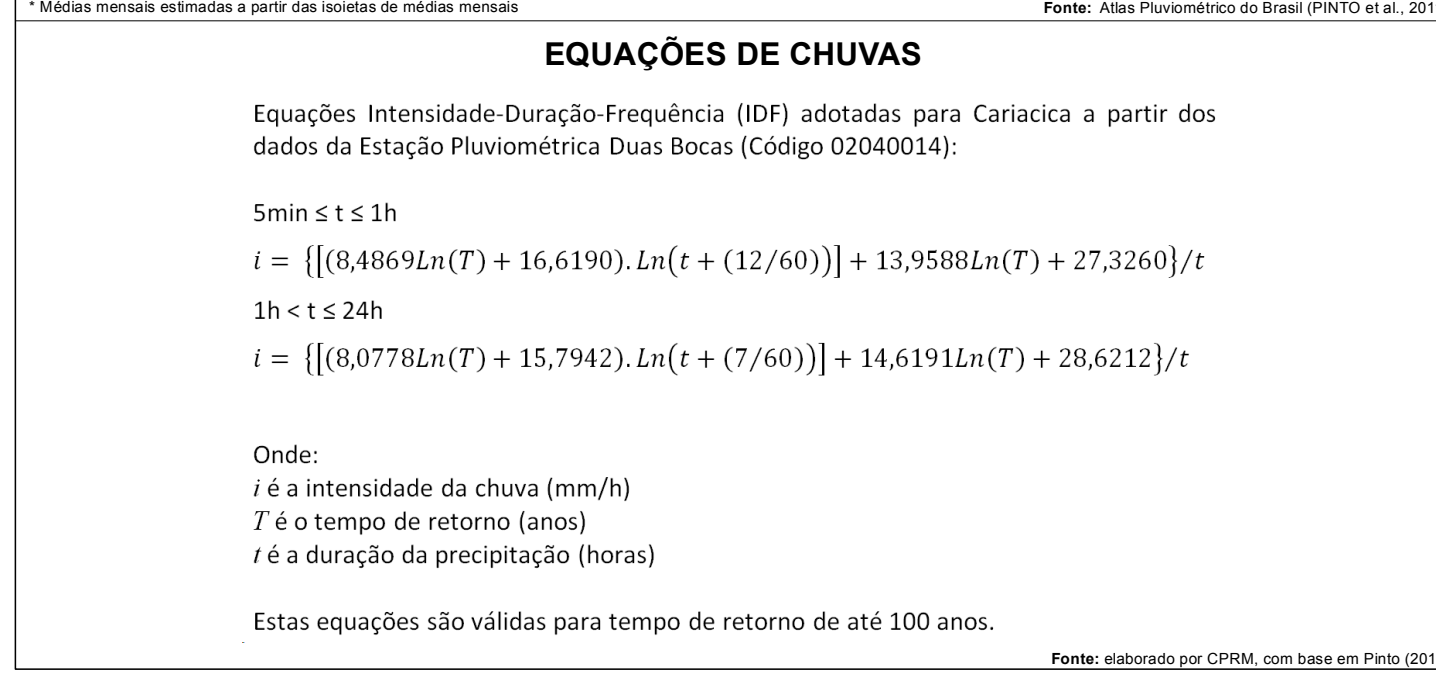 * Médias mensais estimadas a partir das isoietas de médias mensais
Fonte: Atlas Pluviométrico do Brasil (PINTO et al., 201
EQUAÇÕES DE CHUVAS
Equações Intensidade-Duração-Frequência (IDF) adotadas para Cariacica a partir dos
dados da Estação Pluviométrica Duas Bocas (Código 02040014):
5min ≤ t ≤ 1h
i = {[(8,4869Ln(T) + 16,6190). Ln(t + (12/60))] + 13,9588Ln(T) + 27,3260}/t
1h < t ≤ 24h
i = {[(8,0778Ln(T) + 15,7942). Ln(t + (7/60))] + 14,6191Ln(T) + 28,6212}/t
Onde:
i é a intensidade da chuva (mm/h)
T é o tempo de retorno (anos)
t é a duração da precipitação (horas)
Estas equações são válidas para tempo de retorno de até 100 anos.
Fonte: elaborado por CPRM, com base em Pinto (201